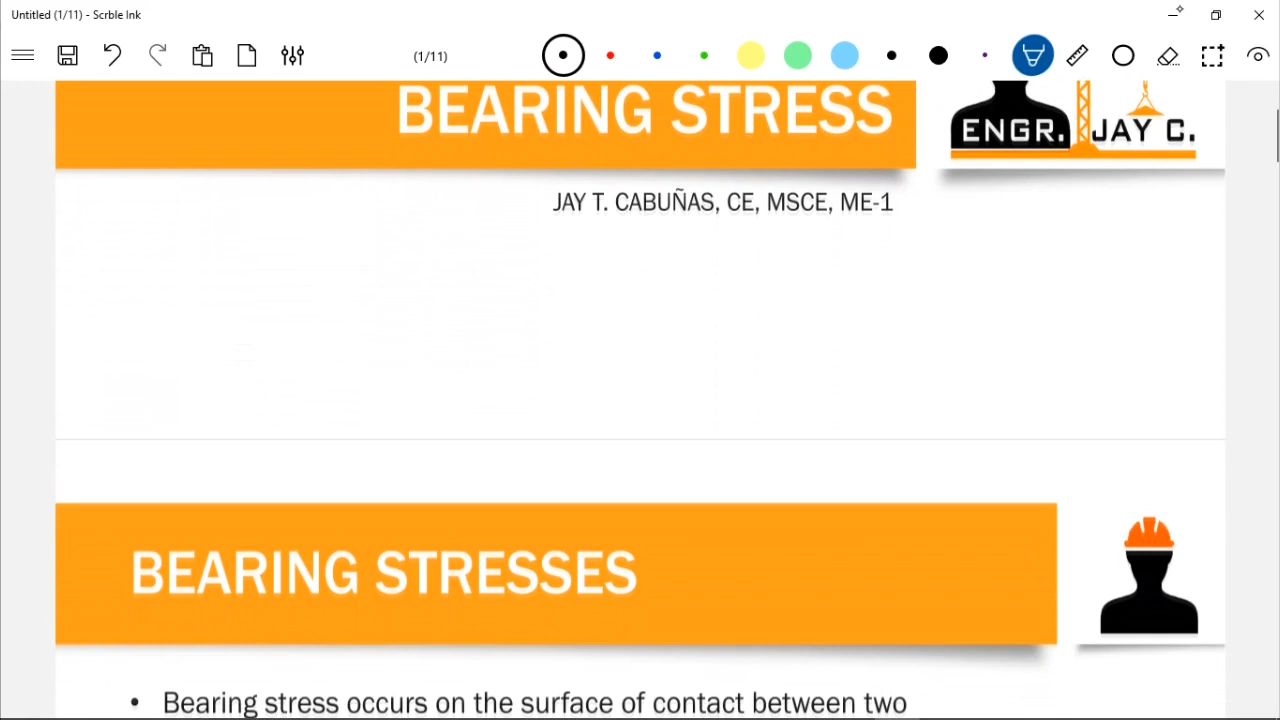 Untitled (1/11) - Scrble Ink
(1/11)
BEARING STRESS
ENGR. JAY C.
JAY T. CABUÑAS, CE, MSCE, ME-1
BEARING STRESSES
• Bearing stress occurs on the surface of contact between two